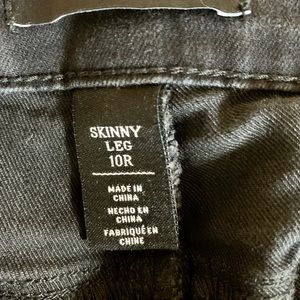 SKINNY
LEG
10R
MADE IN
CHINA
HECHO EN
CHINA
FABRIQUÉ EN
CHINE